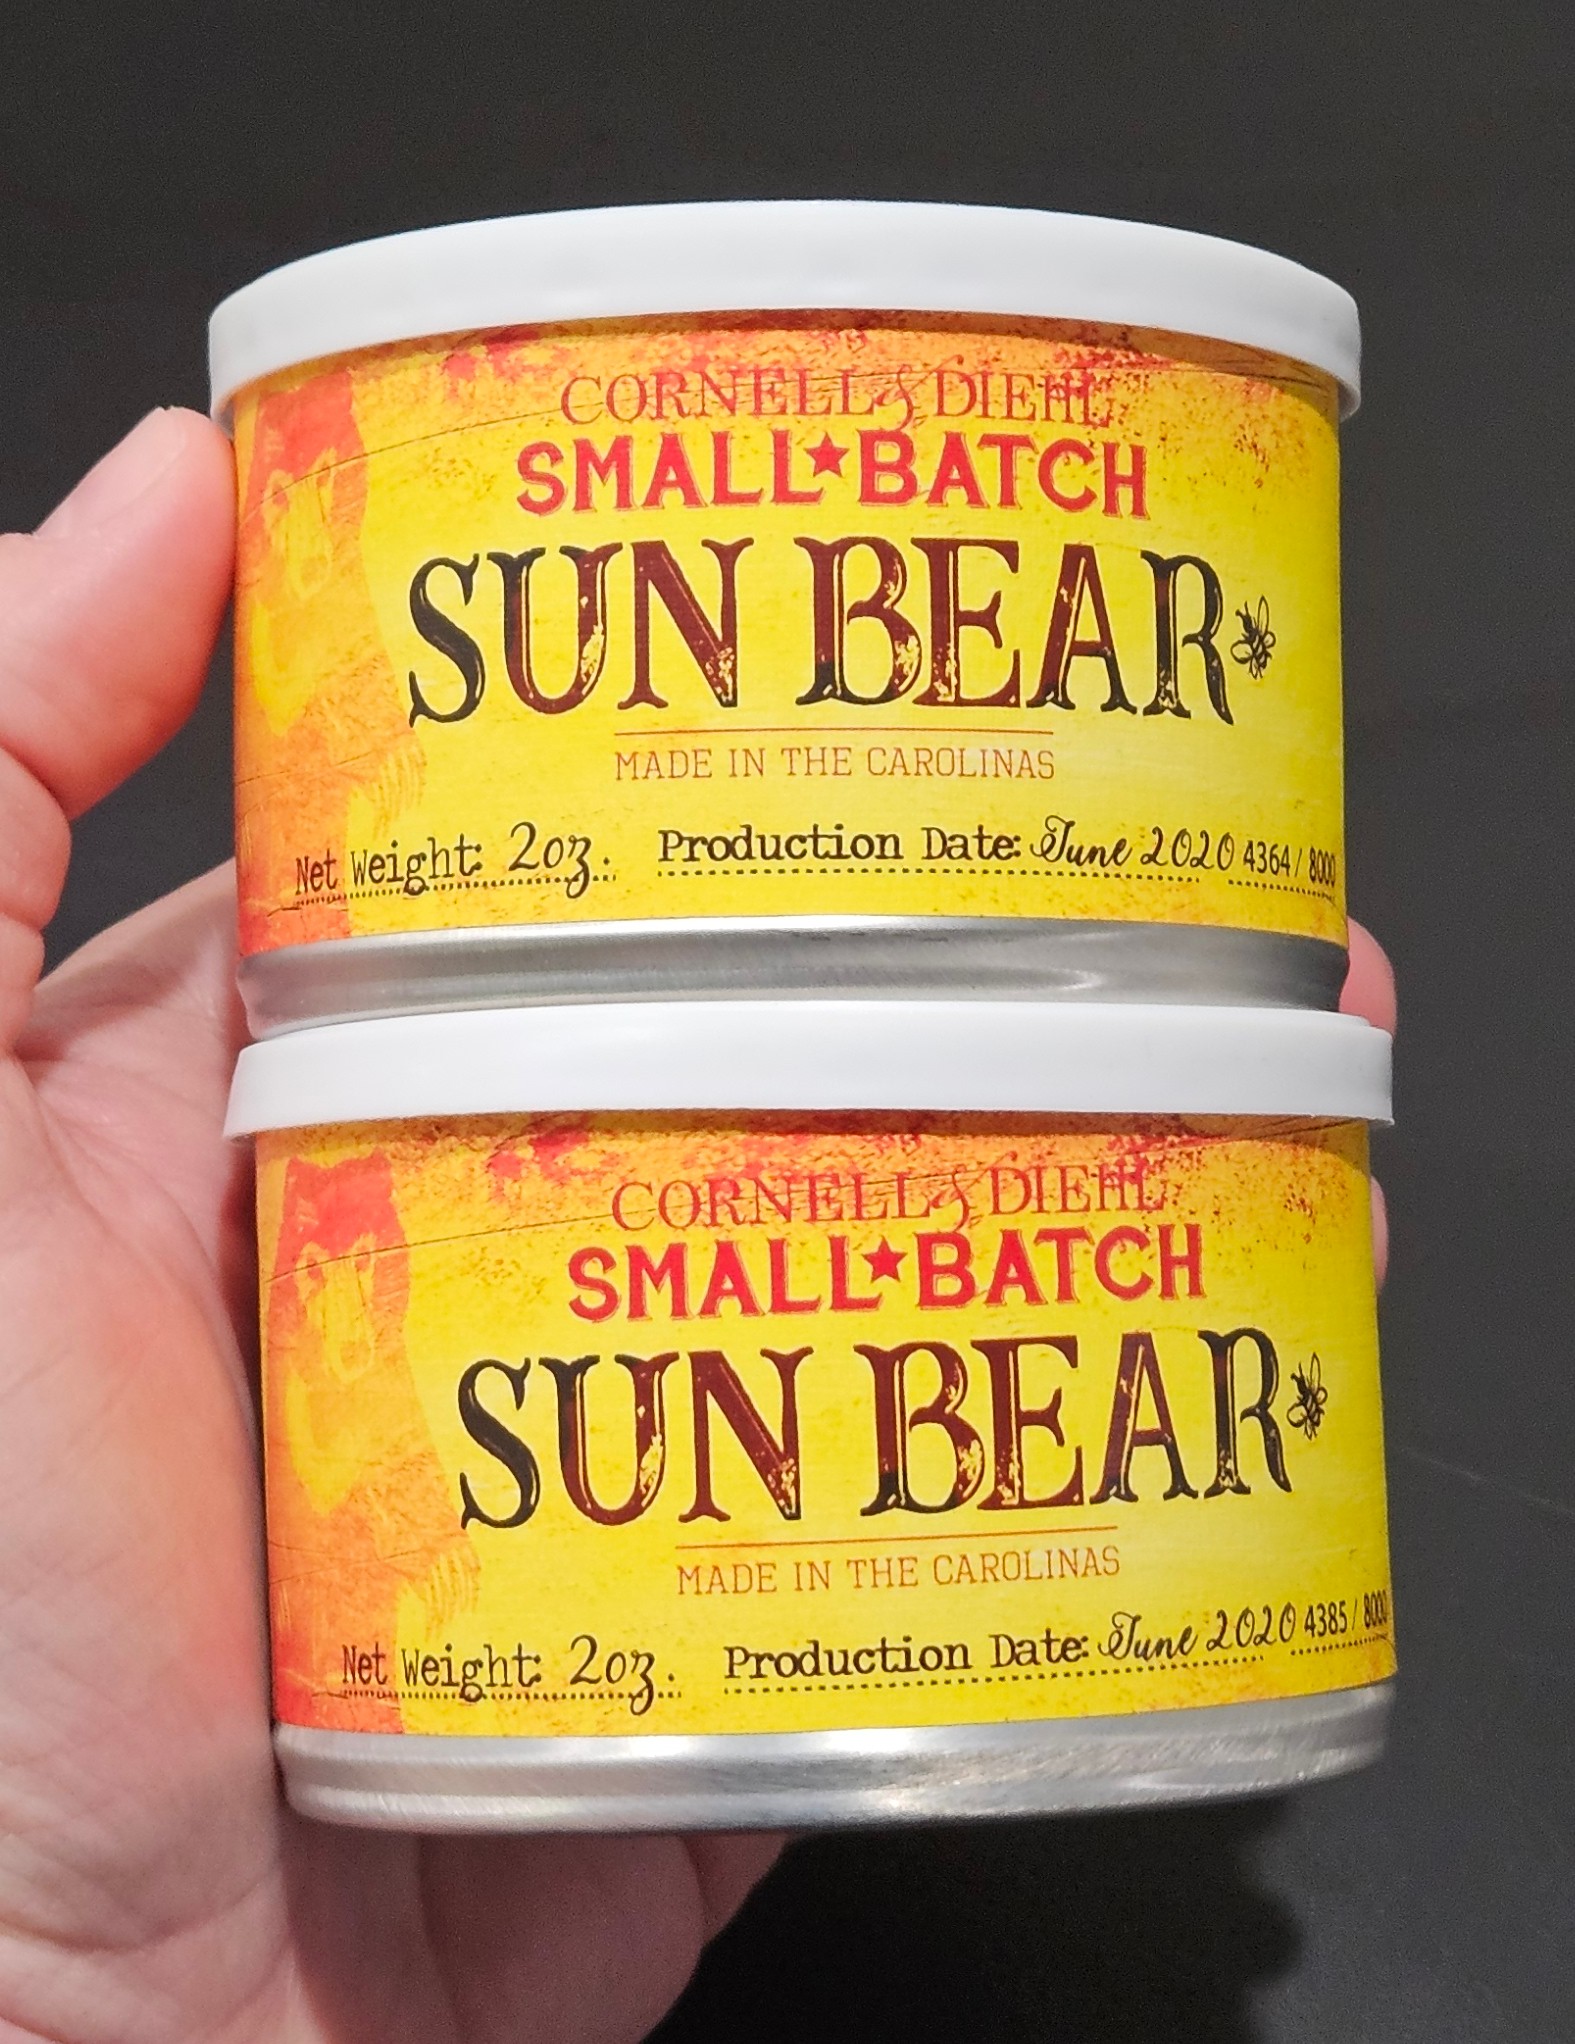 CORNELL & DIEHL
SMALL★BATCH
SUN BEAR
MADE IN THE CAROLINAS
Net Weight: 2oz. Production Date: June 2020 4364 / 8000
CORNELL & DIEHL
SMALL★BATCH
SUN BEAR
MADE IN THE CAROLINAS
Net Weight: 2oz. Production Date: June 2020 4385 / 8000